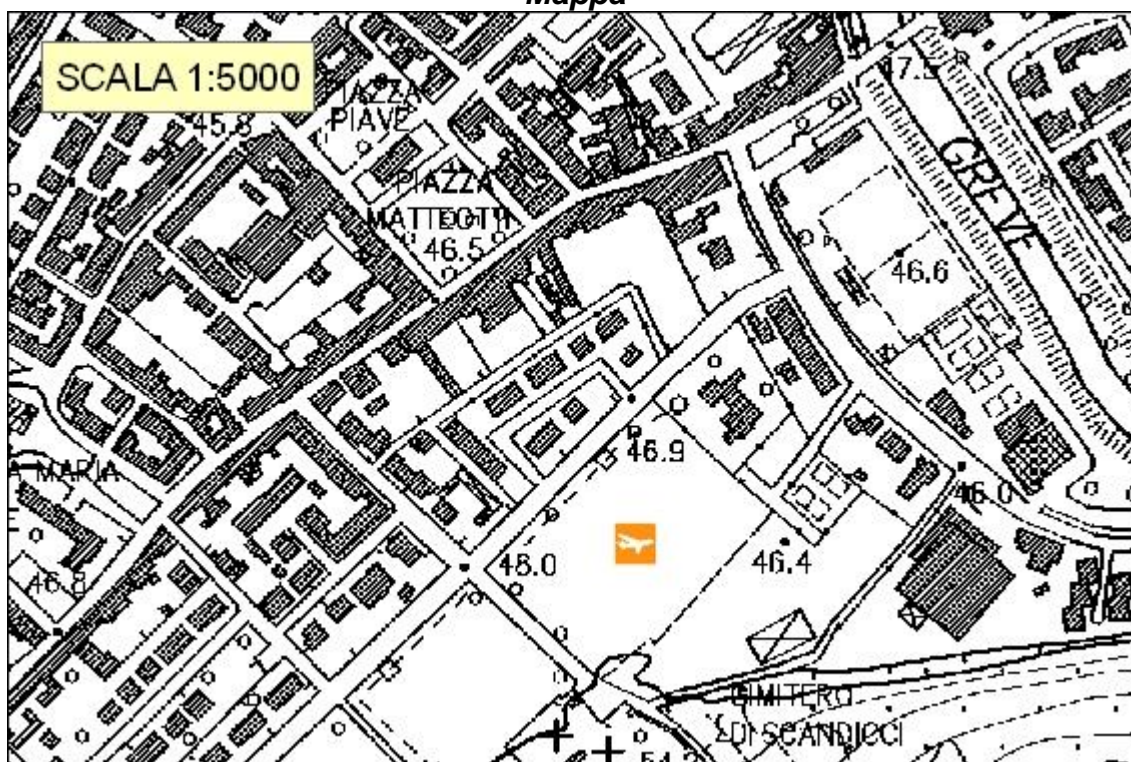 Mappa
SCALA 1:5000
47.5
PIAZZA
PIAVE
45.8
GREVE
PIAZZA
MATTEOTTI
46.5
46.6
P
46.9
A MARIA
46.0
48.0
46.4
46.8
CIMITERO
DI SCANDICCI
54.2